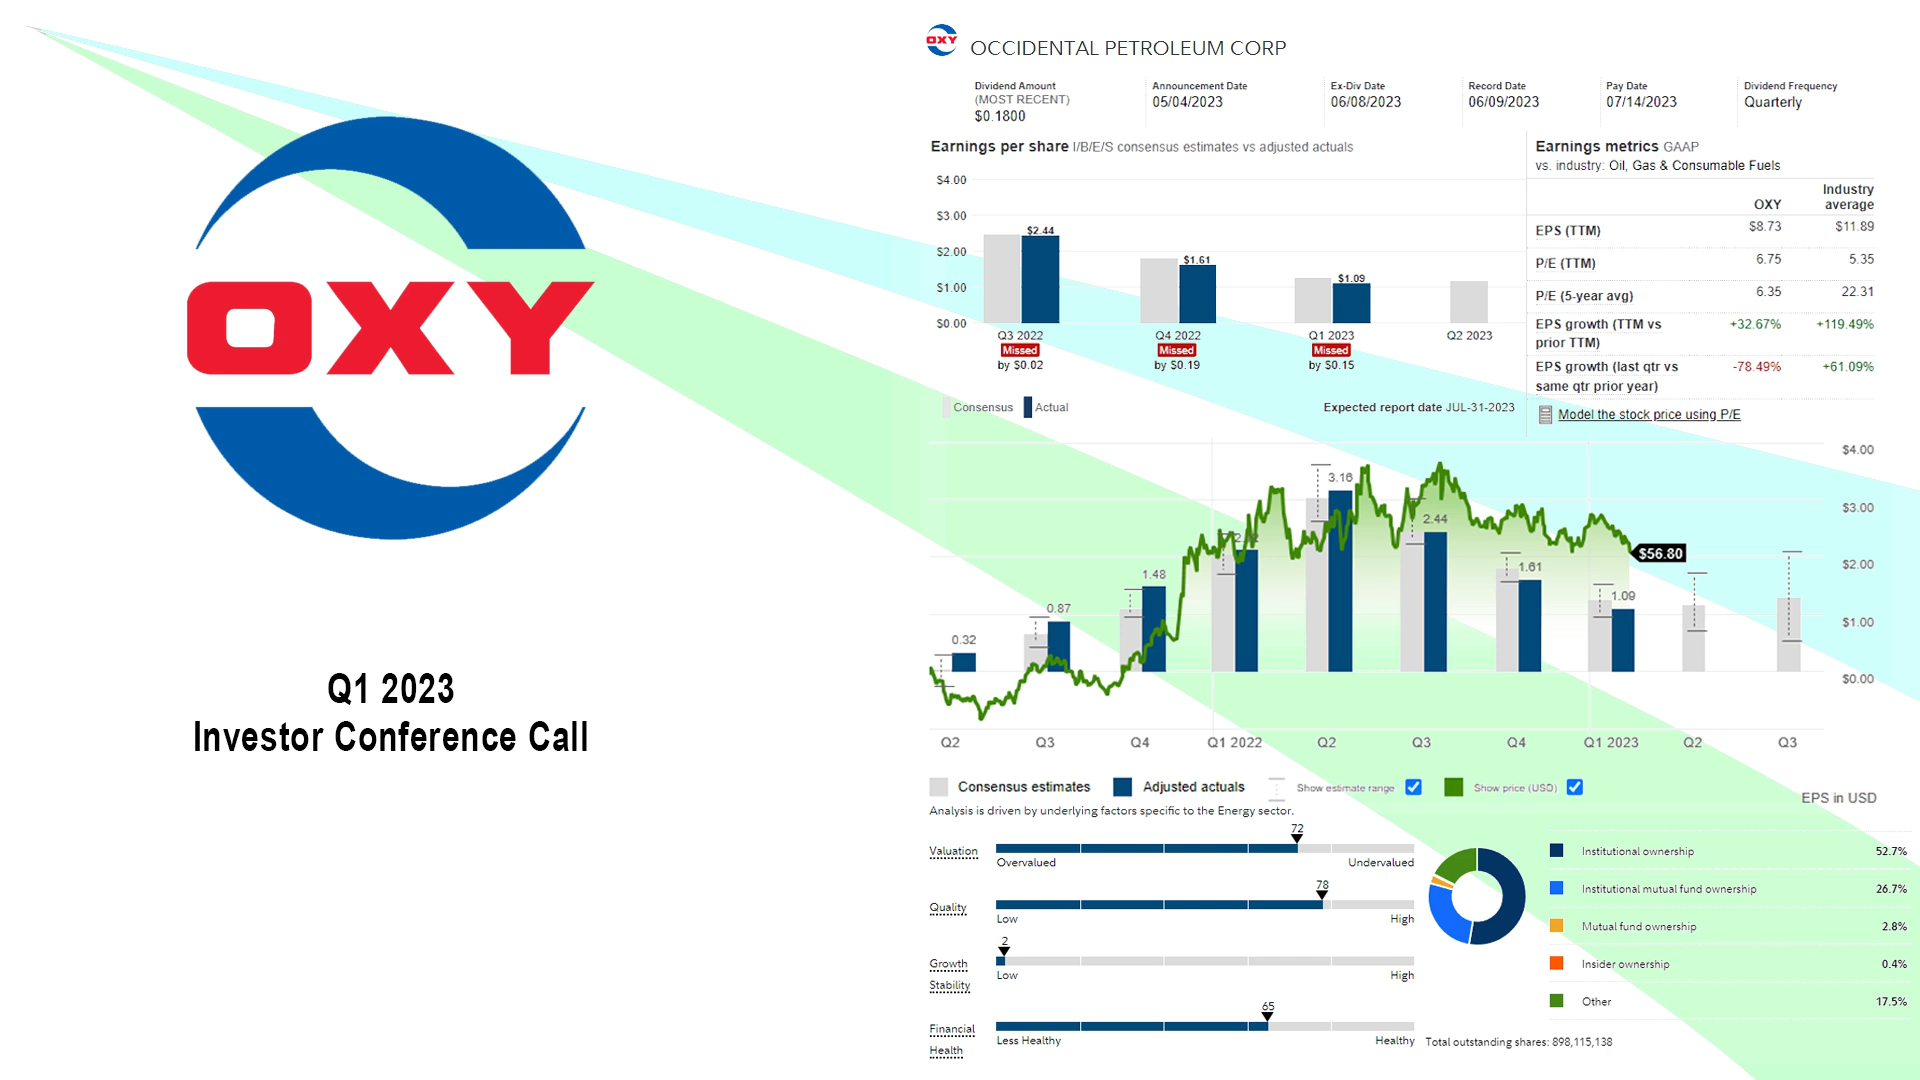 OXY
Q1 2023
Investor Conference Call
OXY OCCIDENTAL PETROLEUM CORP
Dividend Amount
(MOST RECENT)
$0.1800
Announcement Date
05/04/2023
Ex-Div Date
06/08/2023
Record Date
06/09/2023
Pay Date
07/14/2023
Dividend Frequency
Quarterly
Earnings per share I/B/E/S consensus estimates vs adjusted actuals
$4.00
$3.00
$2.00
$1.00
$0.00
$2.44
$1.61
$1.09
Q3 2022
Missed
by $0.02
Q4 2022
Missed
by $0.19
Q1 2023
Missed
by $0.15
Q2 2023
Consensus Actual
Expected report date JUL-31-2023
Earnings metrics GAAP
vs. industry: Oil, Gas & Consumable Fuels
OXY Industry average
EPS (TTM) $8.73 $11.89
P/E (TTM) 6.75 5.35
P/E (5-year avg) 6.35 22.31
EPS growth (TTM vs prior TTM) +32.67% +119.49%
EPS growth (last qtr vs same qtr prior year) -78.49% +61.09%
Model the stock price using P/E
$4.00
$3.00
$2.00
$1.00
$0.00
0.32
0.87
1.48
3.16
2.44
1.61
1.09
$56.80
Q2 Q3 Q4 Q1 2022 Q2 Q3 Q4 Q1 2023 Q2 Q3
Consensus estimates Adjusted actuals Show estimate range Show price (USD)
EPS in USD
Analysis is driven by underlying factors specific to the Energy sector.
Valuation
72
Overvalued Undervalued
Quality
78
Low High
Growth
Stability
2
Low High
Financial
Health
65
Less Healthy Healthy
Institutional ownership 52.7%
Institutional mutual fund ownership 26.7%
Mutual fund ownership 2.8%
Insider ownership 0.4%
Other 17.5%
Total outstanding shares: 898,115,138